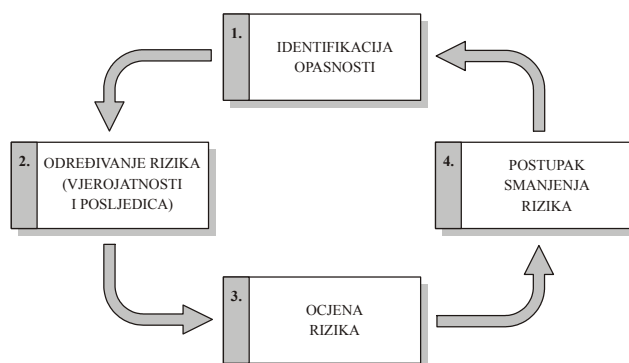 1.
IDENTIFIKACIJA
OPASNOSTI
2.
ODREĐIVANJE RIZIKA
(VJEROJATNOSTI
I POSLJEDICA)
3.
OCJENA
RIZIKA
4.
POSTUPAK
SMANJENJA
RIZIKA